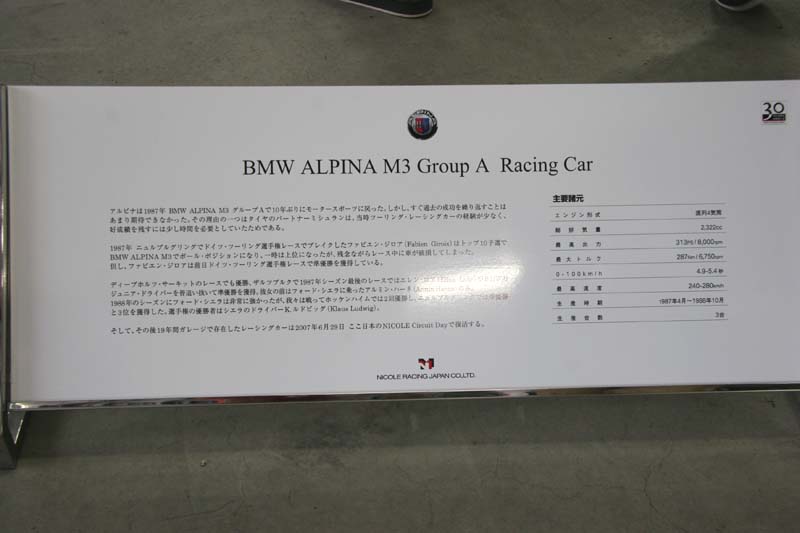 30
BMW ALPINA M3 Group A Racing Car
アルピナは1987年 BMW ALPINA M3 グループAで10年ぶりにモータースポーツに戻った。しかし、すぐ過去の成功を繰り返すことは
あまり期待できなかった。その理由の一つはタイヤのパートナーミシュランは、当時ツーリング・レーシングカーの経験が少なく、
好成績を残すには少し時間を必要としていたためである。
1987年 ニュルブルグリングでドイツ・ツーリング選手権レースでブレイクしたファビエン・ジロア(Fabien Giroix)はトップ10予選で
BMW ALPINA M3でポール・ポジションになり、一時は上位になったが、残念ながらレース中に車が破損してしまった。
但し、ファビエン・ジロアは前日ドイツ・ツーリング選手権レースで準優勝を獲得している。
ディープホルツ・サーキットのレースでも優勝、ザルツブルクで1987年シーズン最後のレースではエレン・
ジュニア・ドライバーを皆追い抜いて準優勝を獲得。彼女の前はフォード・シエラに乗ったアルミン・ハーネ
1988年のシーズンにフォード・シエラは非常に強かったが、我々は戦ってホッケンハイムでは2回優勝し、
と3位を獲得した。選手権の優勝者はシエラのドライバーK.ルドビッグ(Klaus Ludwig)。
そして、その後19年間ガレージで存在したレーシングカーは2007年6月29日 ここ日本のNICOLE Circuit Dayで復活する。
主要諸元
エンジン形式 直列4気筒
総排気量 2,322cc
最高出力 313PS/8,000rpm
最大トルク 287Nm/6,750rpm
0-100km/h 4.9-5.4秒
最高速度 240-280km/h
生産時期 1987年4月〜1988年10月
生産台数 3台
NICOLE RACING JAPAN CO.,LTD.